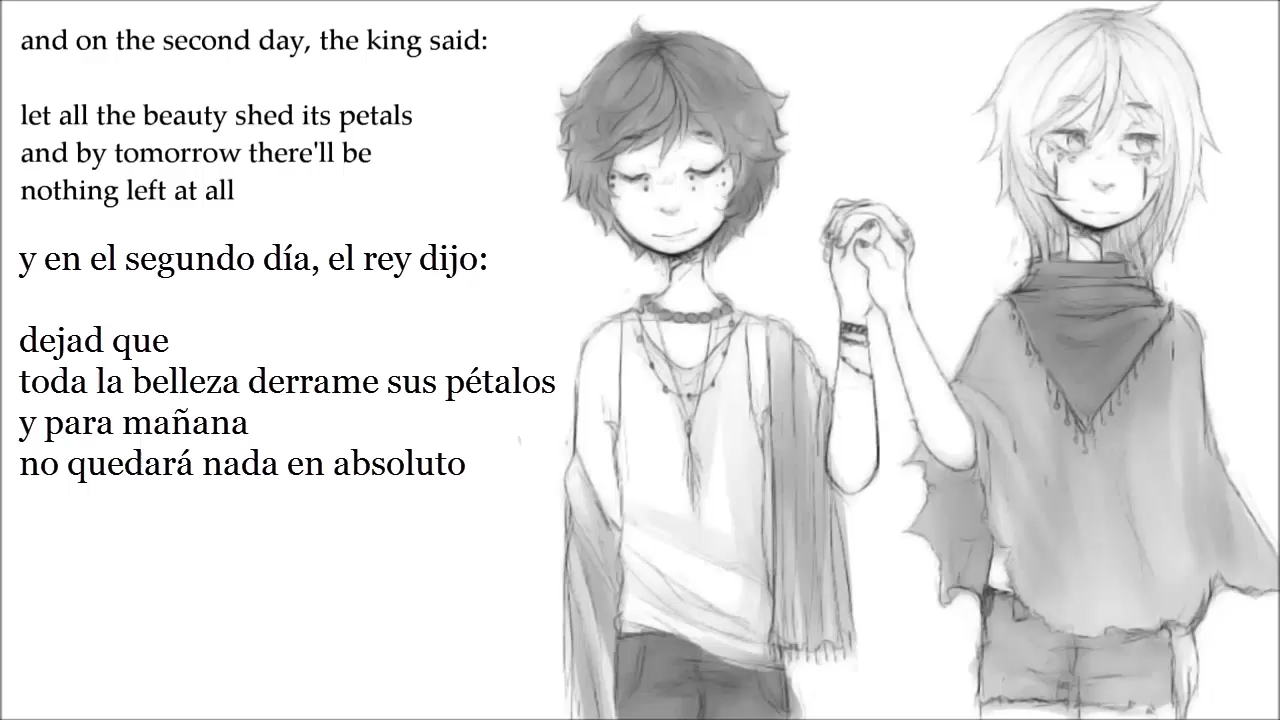 and on the second day, the king said:
let all the beauty shed its petals
and by tomorrow there'll be
nothing left at all
y en el segundo día, el rey dijo:
dejad que
toda la belleza derrame sus pétalos
y para mañana
no quedará nada en absoluto